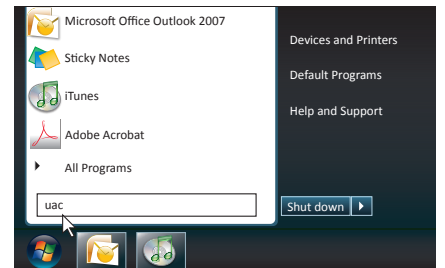 Microsoft Office Outlook 2007
Sticky Notes
iTunes
Adobe Acrobat
All Programs
uac
Devices and Printers
Default Programs
Help and Support
Shut down